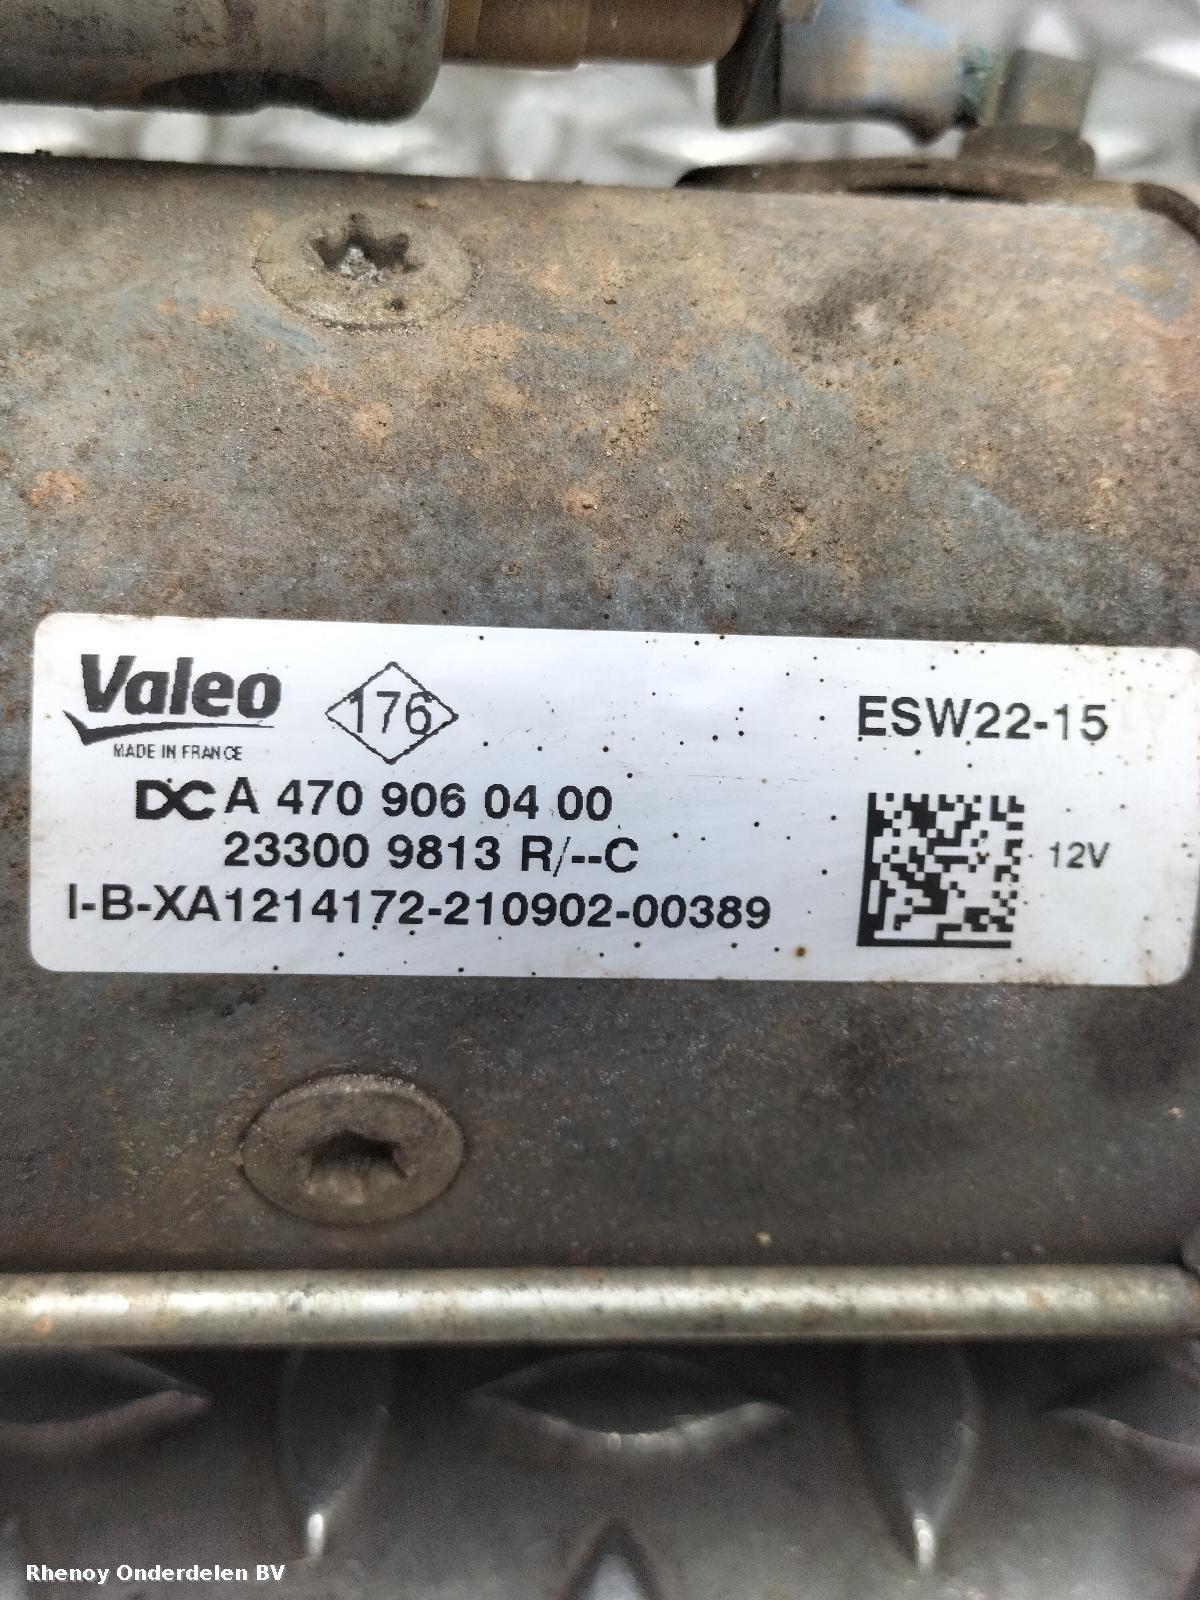 Valeo
MADE IN FRANCE
176
ESW22-15
DC A 470 906 04 00
23300 9813 R/--C
12V
I-B-XA1214172-210902-00389
Rhenoy Onderdelen BV